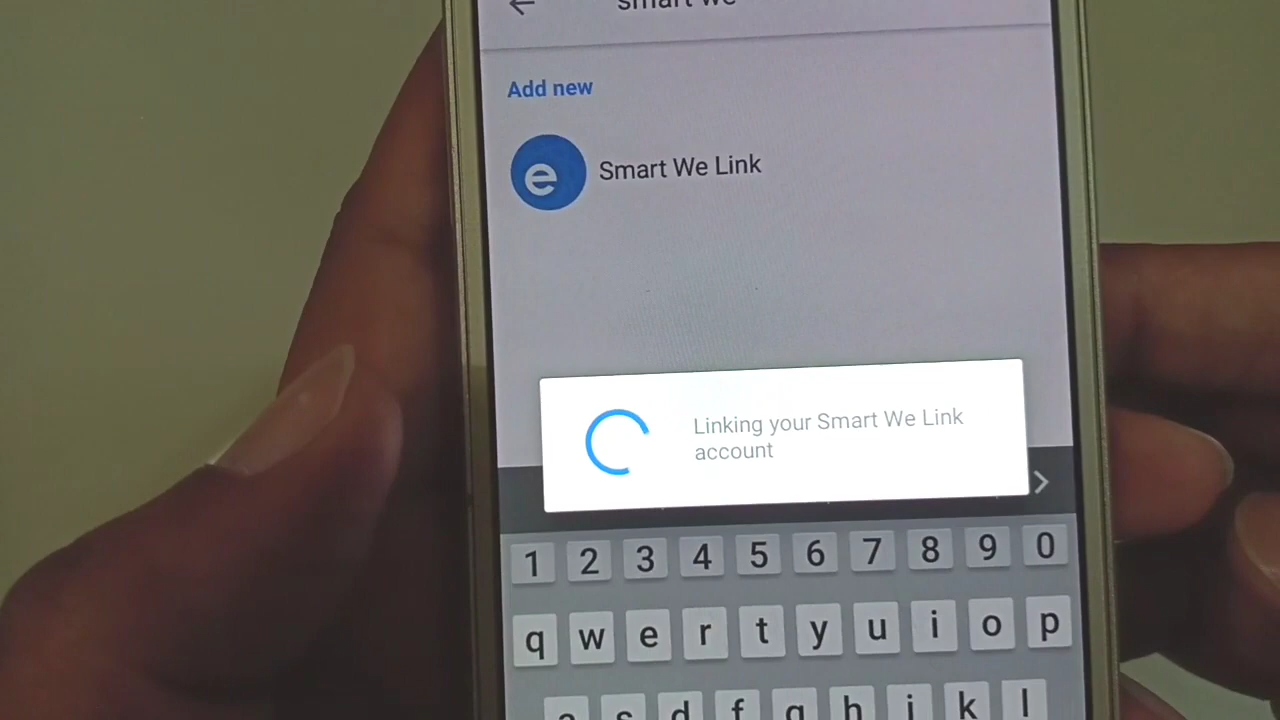 smart we
Add new
e Smart We Link
Linking your Smart We Link
account
1 2 3 4 5 6 7 8 9 0
q w e r t y u i o p
a s d f g h j k l